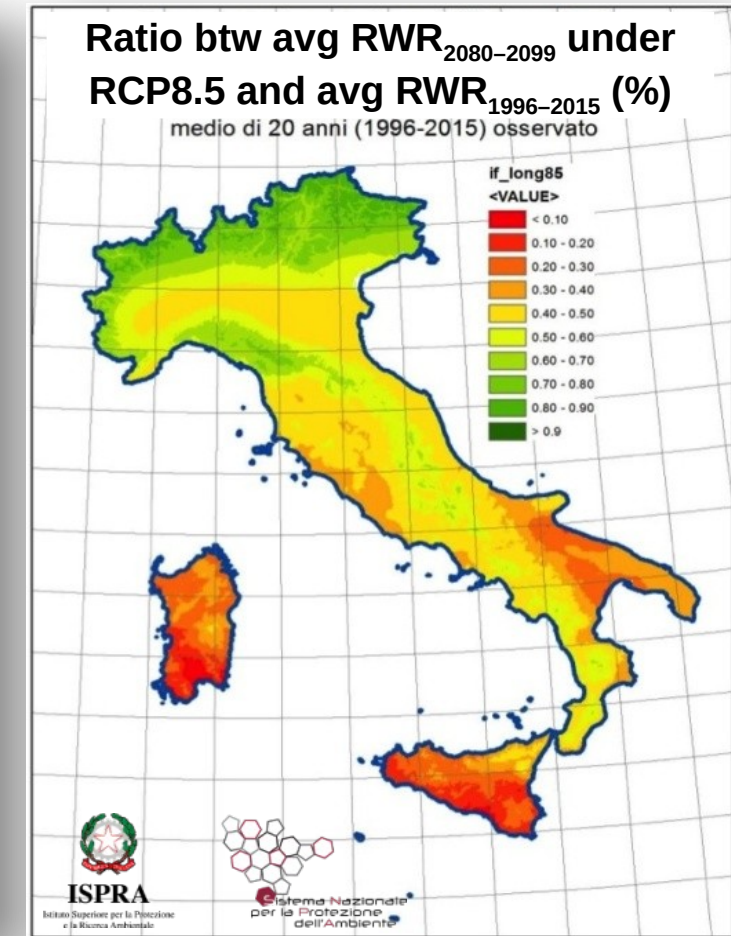 Ratio btw avg RWR2080–2099 under
RCP8.5 and avg RWR1996–2015 (%)
medio di 20 anni (1996-2015) osservato
if_long85
<VALUE>
< 0.10
0.10 - 0.20
0.20 - 0.30
0.30 - 0.40
0.40 - 0.50
0.50 - 0.60
0.60 - 0.70
0.70 - 0.80
0.80 - 0.90
> 0.9
ISPRA
Istituto Superiore per la Protezione
e la Ricerca Ambientale
Sistema Nazionale
per la Protezione
dell'Ambiente